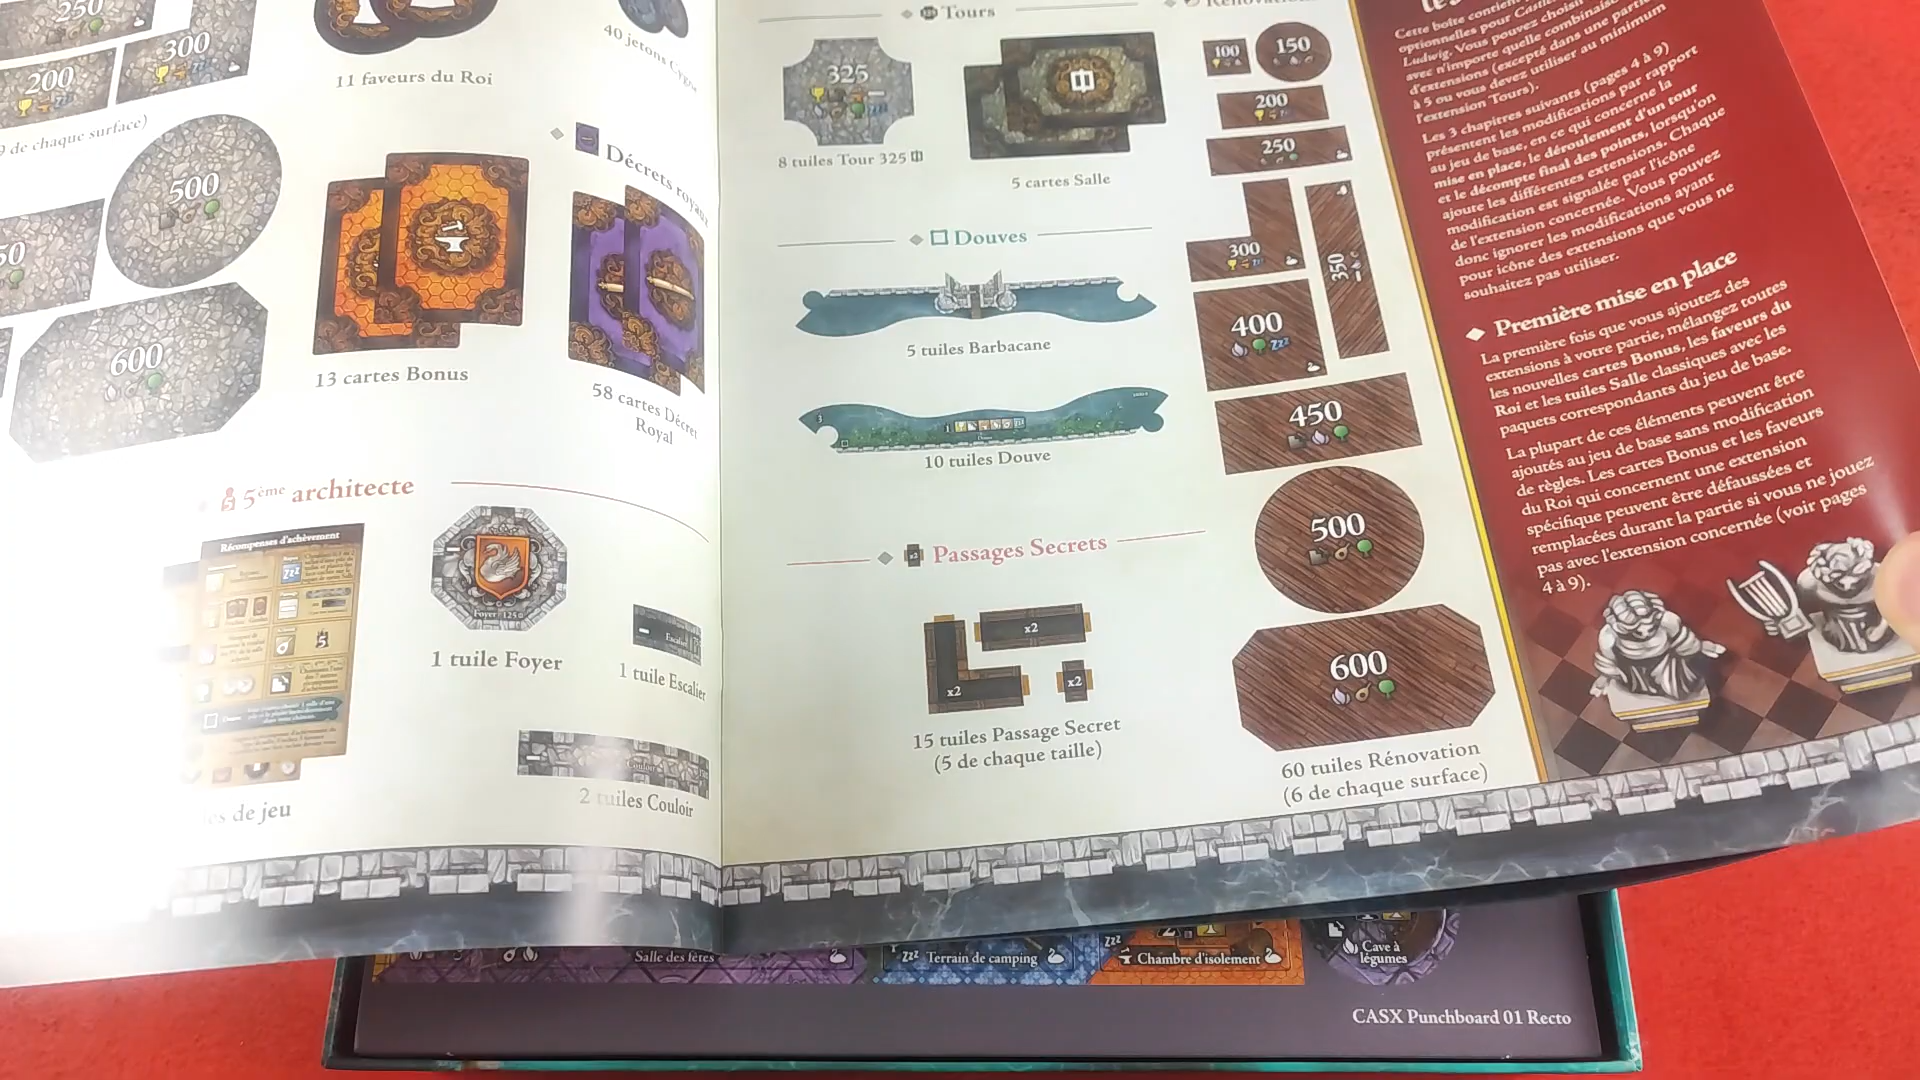 250
200
300
9 de chaque surface)
500
50
600
11 faveurs du Roi
40 jetons Cygne
13 cartes Bonus
Décrets royaux
58 cartes Décret
Royal
5ème architecte
Récompenses d'achèvement
es de jeu
Foyer 125
1 tuile Foyer
Escalier
1 tuile Escalier
Couloir
2 tuiles Couloir
Tours
325
8 tuiles Tour 325
5 cartes Salle
Douves
5 tuiles Barbacane
10 tuiles Douve
Passages Secrets
x2
x2
x2
15 tuiles Passage Secret
(5 de chaque taille)
100
150
200
250
300
350
400
450
500
600
60 tuiles Rénovation
(6 de chaque surface)
Cette boîte contient
optionnelles pour
Ludwig. Vous pouvez choisir
avec n'importe quelle combinaison
d'extensions (excepté dans une partie
à 5 ou vous devez utiliser au minimum
l'extension Tours).
Les 3 chapitres suivants (pages 4 à 9)
présentent les modifications par rapport
au jeu de base, en ce qui concerne la
mise en place, le déroulement d'un tour
et le décompte final des points, lorsqu'on
ajoute les différentes extensions. Chaque
modification est signalée par l'icône
de l'extension concernée. Vous pouvez
donc ignorer les modifications ayant
pour icône des extensions que vous ne
souhaitez pas utiliser.
Première mise en place
La première fois que vous ajoutez des
extensions à votre partie, mélangez toutes
les nouvelles cartes Bonus, les faveurs du
Roi et les tuiles Salle classiques avec les
paquets correspondants du jeu de base.
La plupart de ces éléments peuvent être
ajoutés au jeu de base sans modification
de règles. Les cartes Bonus et les faveurs
du Roi qui concernent une extension
spécifique peuvent être défaussées et
remplacées durant la partie si vous ne jouez
pas avec l'extension concernée (voir pages
4 à 9).
Salle des fêtes
Terrain de camping
Chambre d'isolement
Cave à
légumes
CASX Punchboard 01 Recto